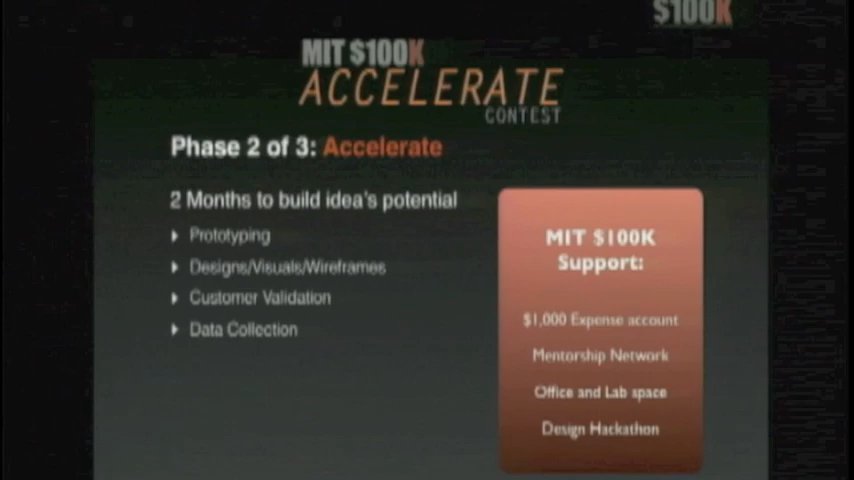 $100K
MIT $100K
ACCELERATE
CONTEST
Phase 2 of 3: Accelerate
2 Months to build idea's potential
Prototyping
Designs/Visuals/Wireframes
Customer Validation
Data Collection
MIT $100K
Support:
$1,000 Expense account
Mentorship Network
Office and Lab space
Design Hackathon